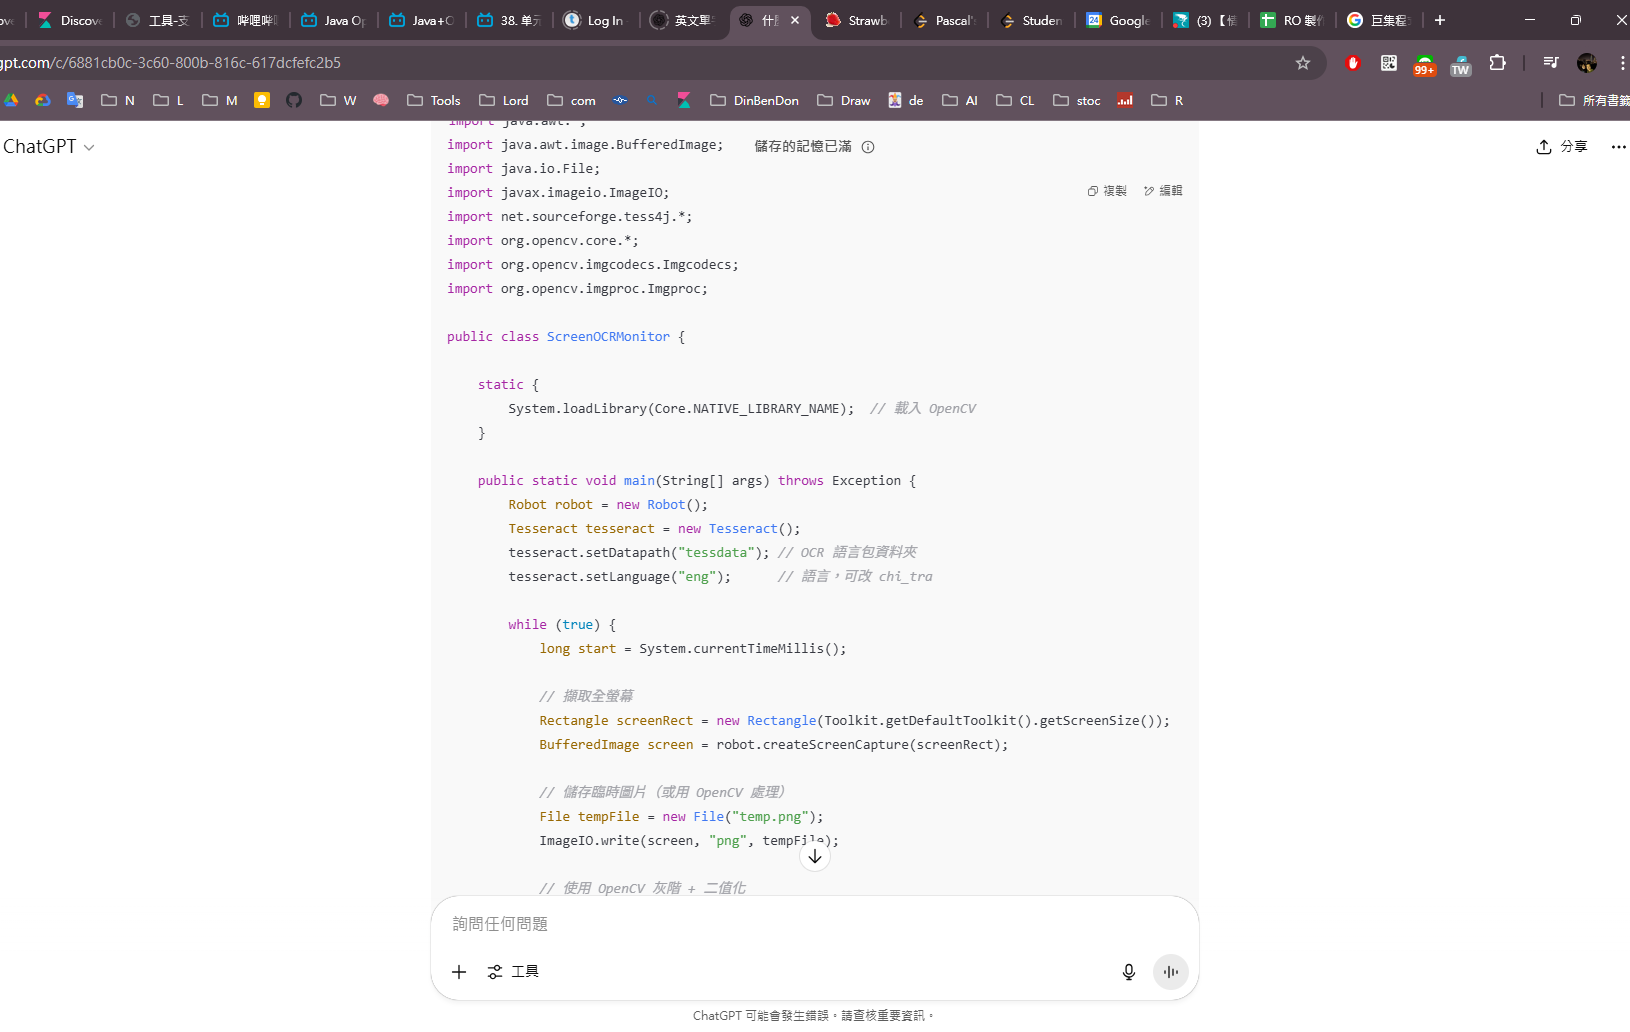 Discove
工具-支
嗶哩嗶
Java Op
Java+O
38. 单元
Log In
英文單字
什麼
Strawb
Pascal's
Studen
Google
(3)【情
RO 製作
巨集程
gpt.com/c/6881cb0c-3c60-800b-816c-617dcfefc2b5
99+
TW
N
L
M
W
Tools
Lord
com
DinBenDon
Draw
de
AI
CL
stoc
R
所有書籤
ChatGPT
儲存的記憶已滿
分享
複製
編輯
import java.awt.*;
import java.awt.image.BufferedImage;
import java.io.File;
import javax.imageio.ImageIO;
import net.sourceforge.tess4j.*;
import org.opencv.core.*;
import org.opencv.imgcodecs.Imgcodecs;
import org.opencv.imgproc.Imgproc;
public class ScreenOCRMonitor {
static {
System.loadLibrary(Core.NATIVE_LIBRARY_NAME);  // 載入 OpenCV
}
public static void main(String[] args) throws Exception {
Robot robot = new Robot();
Tesseract tesseract = new Tesseract();
tesseract.setDatapath("tessdata"); // OCR 語言包資料夾
tesseract.setLanguage("eng");      // 語言，可改 chi_tra
while (true) {
long start = System.currentTimeMillis();
// 擷取全螢幕
Rectangle screenRect = new Rectangle(Toolkit.getDefaultToolkit().getScreenSize());
BufferedImage screen = robot.createScreenCapture(screenRect);
// 儲存臨時圖片（或用 OpenCV 處理）
File tempFile = new File("temp.png");
ImageIO.write(screen, "png", tempFile);
// 使用 OpenCV 灰階 + 二值化
詢問任何問題
工具
ChatGPT 可能會發生錯誤。請查核重要資訊。